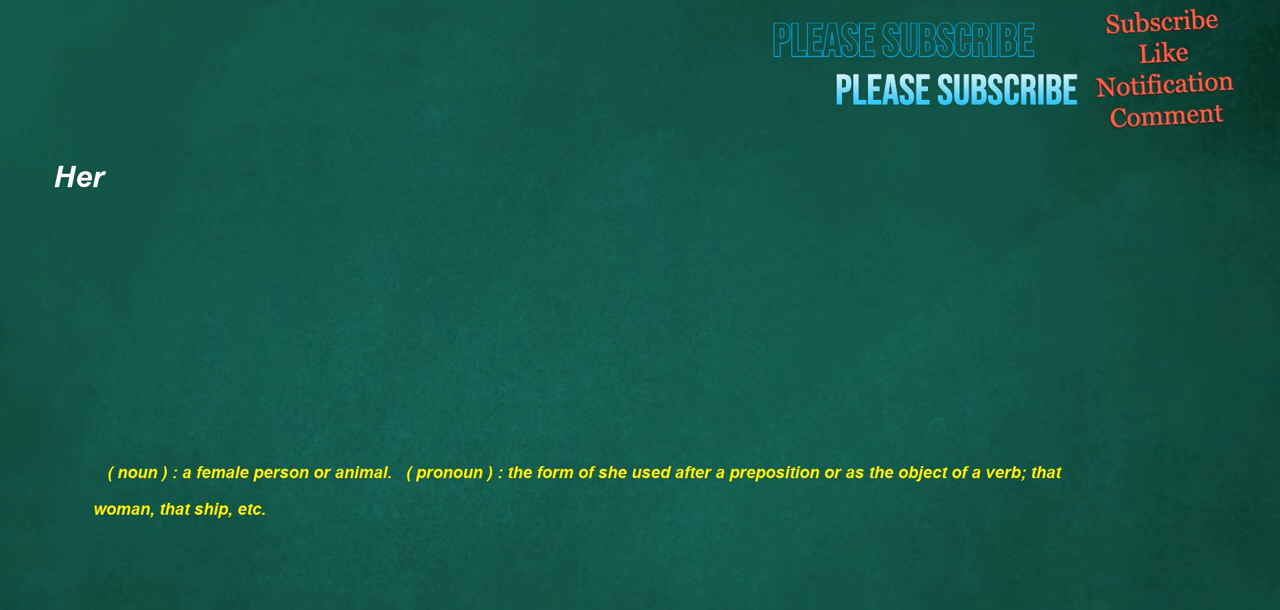 PLEASE SUBSCRIBE
PLEASE SUBSCRIBE
Subscribe
Like
Notification
Comment
Her
( noun ) : a female person or animal. ( pronoun ) : the form of she used after a preposition or as the object of a verb; that
woman, that ship, etc.